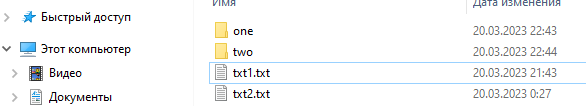 Имя Дата изменения
Быстрый доступ
one 20.03.2023 22:43
Этот компьютер
two 20.03.2023 22:44
Видео
txt1.txt 20.03.2023 21:43
Документы
txt2.txt 20.03.2023 0:27